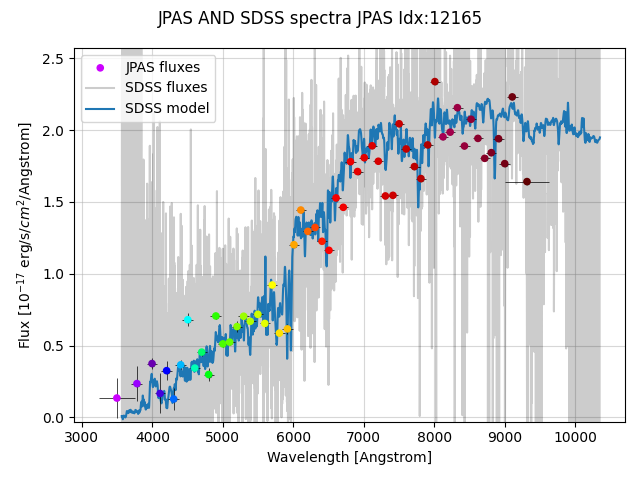 JPAS AND SDSS spectra JPAS Idx:12165
JPAS fluxes
SDSS fluxes
SDSS model
Flux [10⁻¹⁷ erg/s/cm²/Angstrom]
2.5
2.0
1.5
1.0
0.5
0.0
3000 4000 5000 6000 7000 8000 9000 10000
Wavelength [Angstrom]